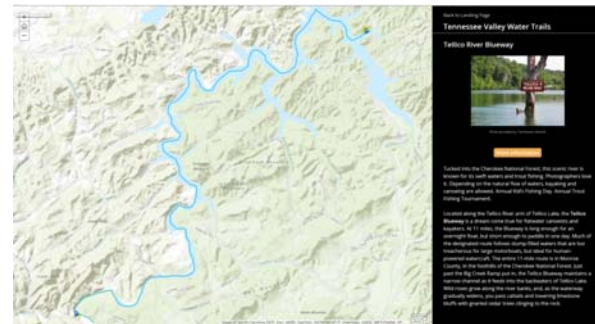 Back to Landing Page
Tennessee Valley Water Trails
Tellico River Blueway
More Information
Tucked into the Cherokee National Forest, this scenic river is
known for its swift waters and trout fishing. Photographers love
it. Depending on the natural flow of waters, kayaking and
canoeing are allowed. Annual Kid's Fishing Day. Annual Trout
Fishing Tournament.
Located along the Tellico River arm of Tellico Lake, the Tellico
Blueway is a dream come true for flatwater canoeists and
kayakers. At 11 miles, the Blueway is long enough for an
overnight float, but short enough to paddle in one day. Much of
the designated route follows stump-filled waters that are too
treacherous for large motorboats, but ideal for human-
powered watercraft. The entire 11-mile route is in Monroe
County, in the foothills of the Cherokee National Forest. Just
past the Big Creek Ramp put in, the Tellico Blueway maintains a
narrow channel as it feeds into the backwaters of Tellico Lake.
Wild roses grow along the river banks, and, as the waterway
gradually widens, you pass cattails and towering limestone
bluffs with gnarled cedar trees clinging to the rock.